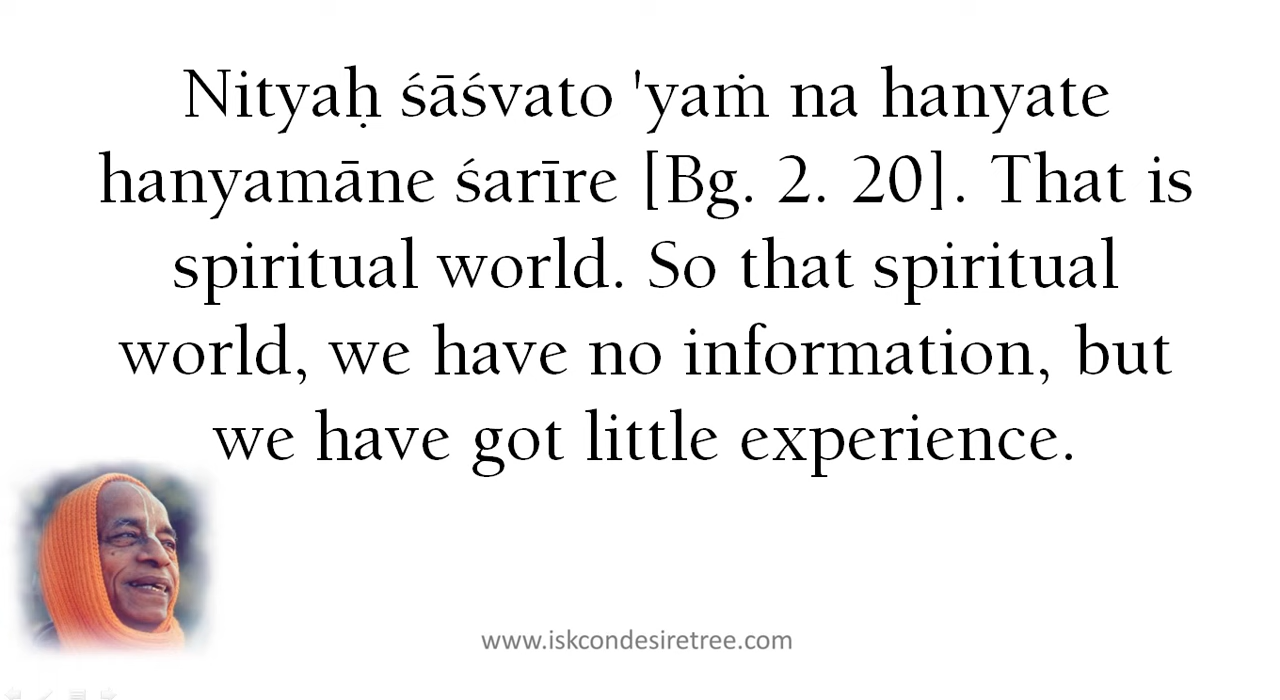 Nityaḥ śāśvato 'yaṁ na hanyate
hanyamāne śarīre [Bg. 2. 20]. That is
spiritual world. So that spiritual
world, we have no information, but
we have got little experience.
www.iskcondesiretree.com